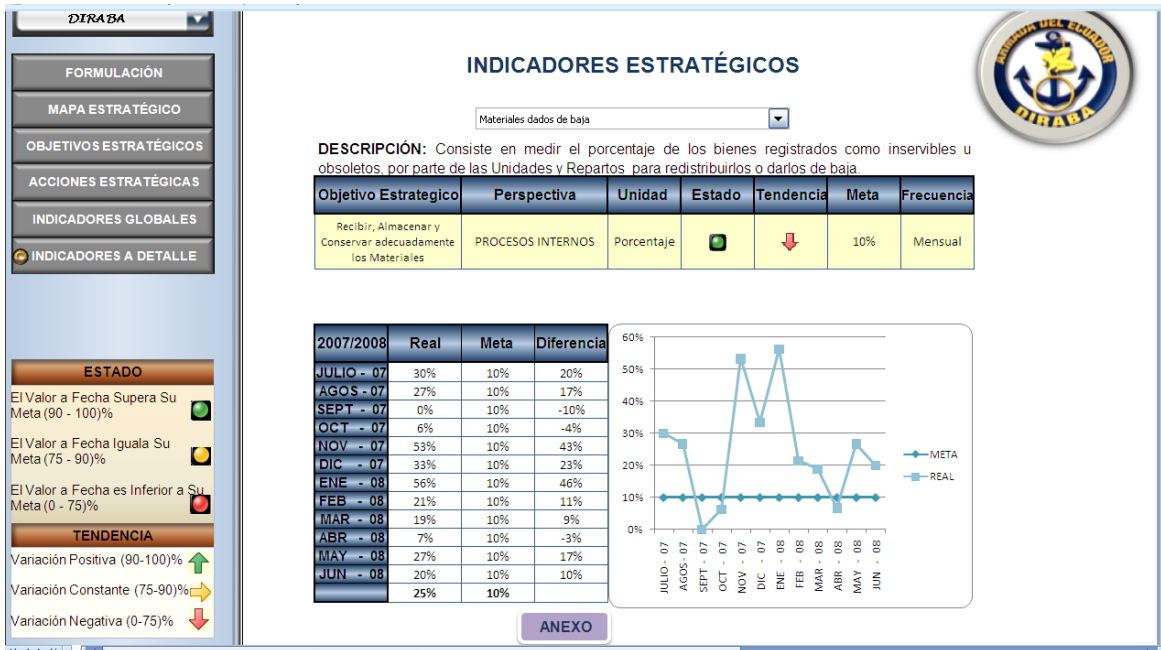 DIRABA
FORMULACIÓN
MAPA ESTRATÉGICO
OBJETIVOS ESTRATÉGICOS
ACCIONES ESTRATÉGICAS
INDICADORES GLOBALES
INDICADORES A DETALLE
ESTADO
El Valor a Fecha Supera Su
Meta (90 - 100)%
El Valor a Fecha Iguala Su
Meta (75 - 90)%
El Valor a Fecha es Inferior a Su
Meta (0 - 75)%
TENDENCIA
Variación Positiva (90-100)%
Variación Constante (75-90)%
Variación Negativa (0-75)%
INDICADORES ESTRATÉGICOS
ARMADA DEL ECUADOR
DIRABA
Materiales dados de baja
DESCRIPCIÓN: Consiste en medir el porcentaje de los bienes registrados como inservibles u
obsoletos, por parte de las Unidades y Repartos para redistribuirlos o darlos de baja.
Objetivo Estrategico Perspectiva Unidad Estado Tendencia Meta Frecuencia
Recibir, Almacenar y
Conservar adecuadamente
los Materiales
PROCESOS INTERNOS Porcentaje 10% Mensual
2007/2008 Real Meta Diferencia
JULIO - 07 30% 10% 20%
AGOS - 07 27% 10% 17%
SEPT - 07 0% 10% -10%
OCT - 07 6% 10% -4%
NOV - 07 53% 10% 43%
DIC - 07 33% 10% 23%
ENE - 08 56% 10% 46%
FEB - 08 21% 10% 11%
MAR - 08 19% 10% 9%
ABR - 08 7% 10% -3%
MAY - 08 27% 10% 17%
JUN - 08 20% 10% 10%
25% 10%
60%
50%
40%
30%
20%
10%
0%
JULIO - 07
AGOS - 07
SEPT - 07
OCT - 07
NOV - 07
DIC - 07
ENE - 08
FEB - 08
MAR - 08
ABR - 08
MAY - 08
JUN - 08
META
REAL
ANEXO